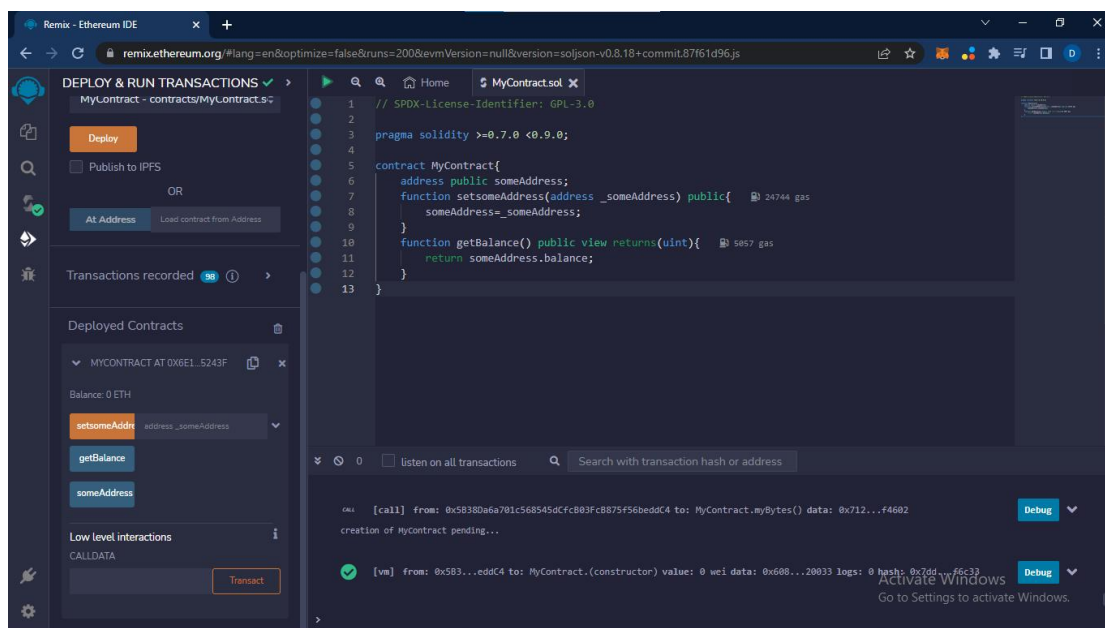 Remix - Ethereum IDE
remix.ethereum.org/#lang=en&optimize=false&runs=200&evmVersion=null&version=soljson-v0.8.18+commit.87f61d96.js
D
DEPLOY & RUN TRANSACTIONS
MyContract - contracts/MyContract.s
Deploy
Publish to IPFS
OR
At Address
Load contract from Address
Transactions recorded 98 i
Deployed Contracts
MYCONTRACT AT 0X6E1...5243F
Balance: 0 ETH
setsomeAddre
address _someAddress
getBalance
someAddress
Low level interactions
CALLDATA
Transact
Home
MyContract.sol
1 // SPDX-License-Identifier: GPL-3.0
2
3 pragma solidity >=0.7.0 <0.9.0;
4
5 contract MyContract{
6 address public someAddress;
7 function setsomeAddress(address _someAddress) public{ 24744 gas
8 someAddress=_someAddress;
9 }
10 function getBalance() public view returns(uint){ 5057 gas
11 return someAddress.balance;
12 }
13 }
0
listen on all transactions
Search with transaction hash or address
CALL [call] from: 0x5B38Da6a701c568545dCfcB03FcB875f56beddC4 to: MyContract.myBytes() data: 0x712...f4602
Debug
creation of MyContract pending...
[vm] from: 0x5B3...eddC4 to: MyContract.(constructor) value: 0 wei data: 0x608...20033 logs: 0 hash: 0x7dd...f6c33
Debug
Activate Windows
Go to Settings to activate Windows.